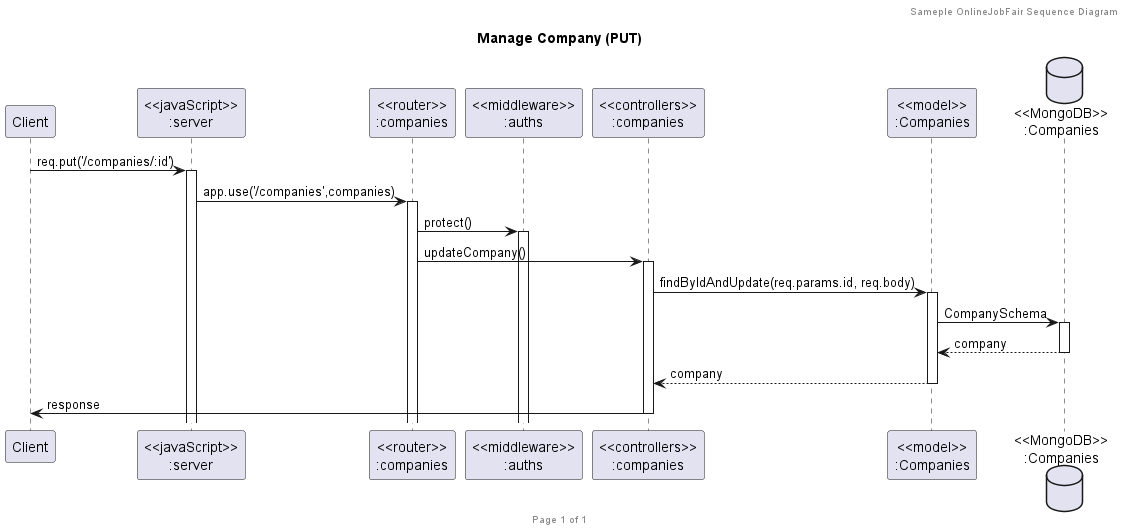 Sameple OnlineJobFair Sequence Diagram
Manage Company (PUT)
Client
<<javaScript>>
:server
<<router>>
:companies
<<middleware>>
:auths
<<controllers>>
:companies
<<model>>
:Companies
<<MongoDB>>
:Companies
req.put('/companies/:id')
app.use('/companies',companies)
protect()
updateCompany()
findByIdAndUpdate(req.params.id, req.body)
CompanySchema
company
company
response
Client
<<javaScript>>
:server
<<router>>
:companies
<<middleware>>
:auths
<<controllers>>
:companies
<<model>>
:Companies
<<MongoDB>>
:Companies
Page 1 of 1